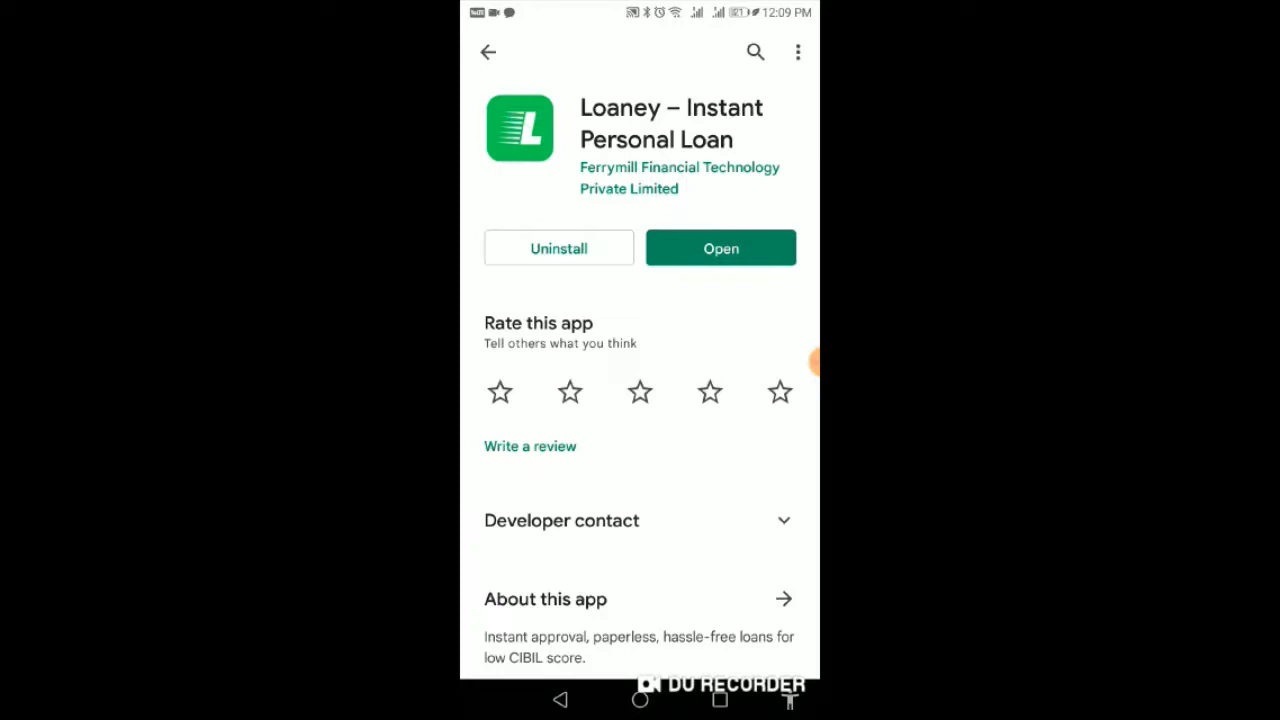 12:09 PM
L
Loaney – Instant
Personal Loan
Ferrymill Financial Technology
Private Limited
Uninstall
Open
Rate this app
Tell others what you think
Write a review
Developer contact
About this app
Instant approval, paperless, hassle-free loans for
low CIBIL score.
DU RECORDER